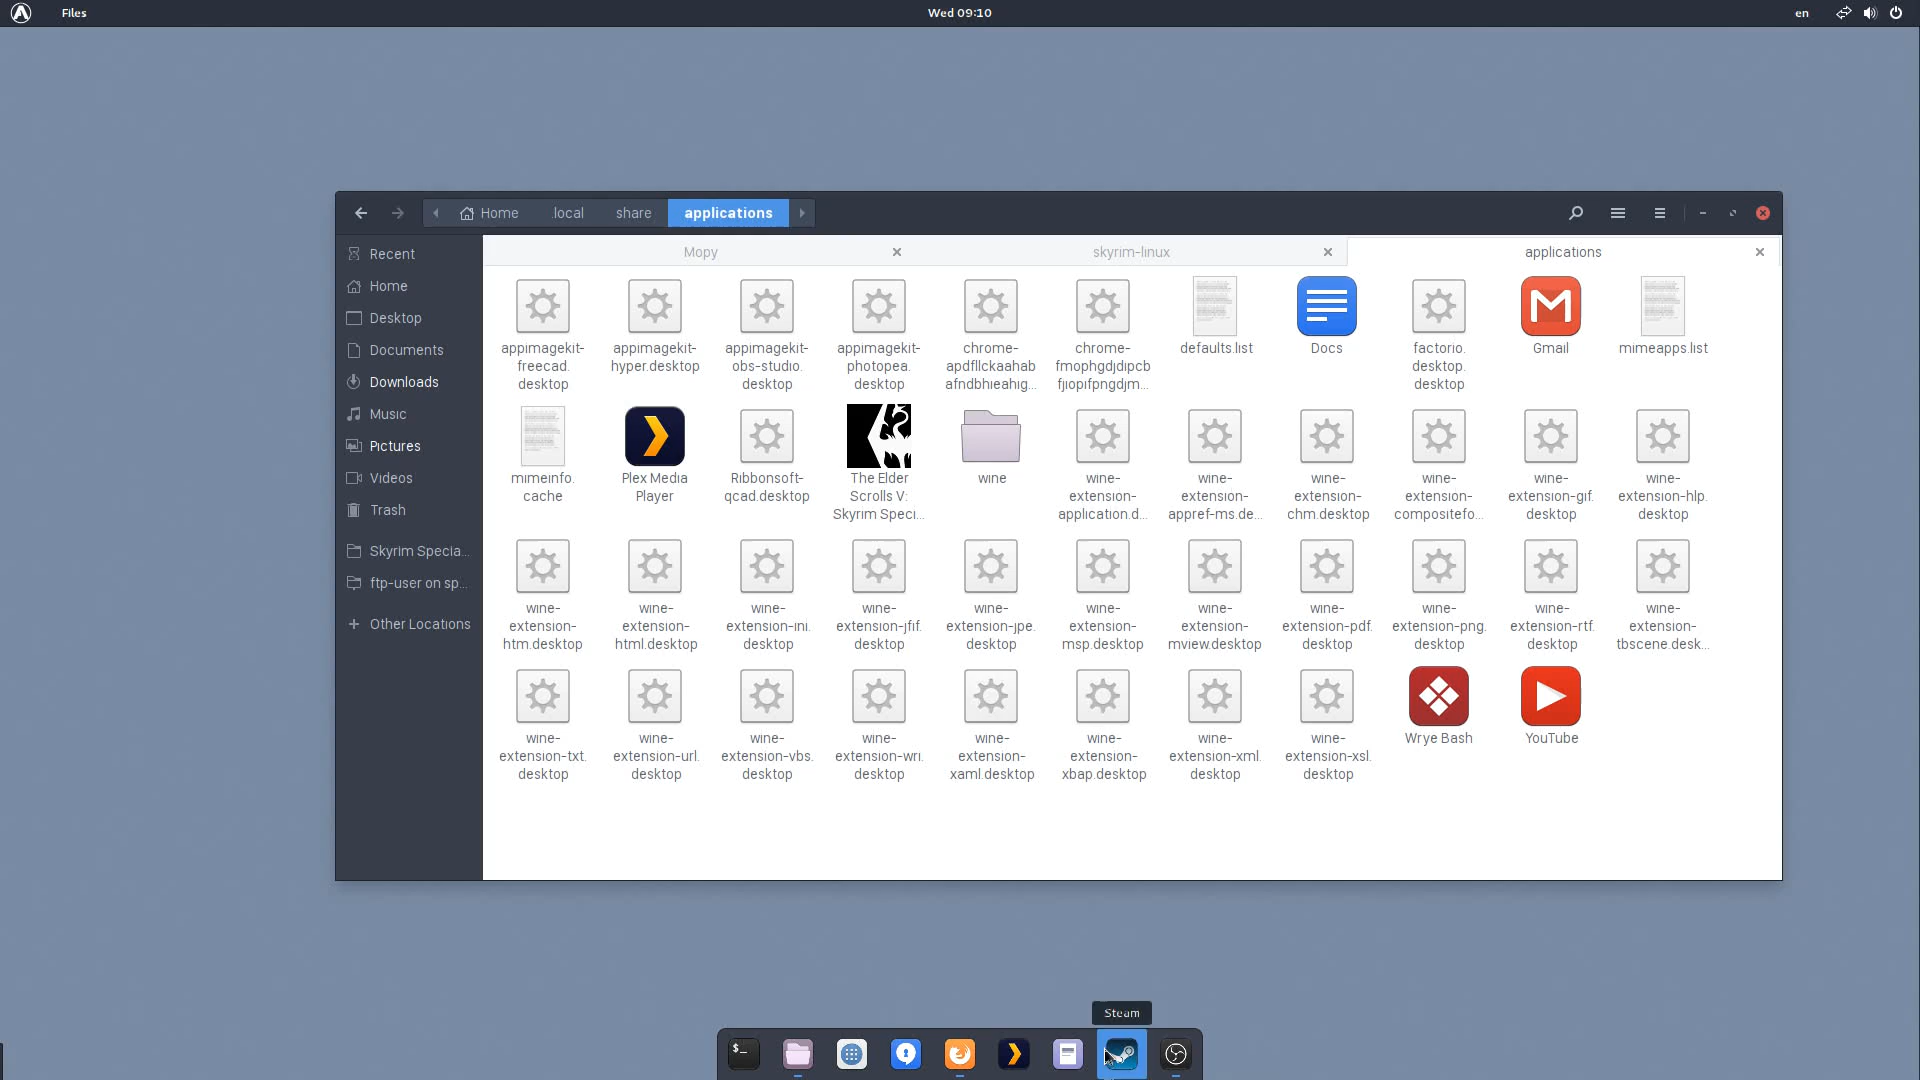 Files
Wed 09:10
en
Home
.local
share
applications
Recent
Home
Desktop
Documents
Downloads
Music
Pictures
Videos
Trash
Skyrim Specia...
ftp-user on sp...
Other Locations
Mopy
skyrim-linux
applications
appimagekit-
freecad.
desktop
appimagekit-
hyper.desktop
appimagekit-
obs-studio.
desktop
appimagekit-
photopea.
desktop
chrome-
apdfllckaahab
afndbhieahig...
chrome-
fmophgdjdipcb
fjiopifpngdjm...
defaults.list
Docs
factorio.
desktop.
desktop
Gmail
mimeapps.list
mimeinfo.
cache
Plex Media
Player
Ribbonsoft-
qcad.desktop
The Elder
Scrolls V:
Skyrim Speci...
wine
wine-
extension-
application.d...
wine-
extension-
appref-ms.de...
wine-
extension-
chm.desktop
wine-
extension-
compositefo...
wine-
extension-gif.
desktop
wine-
extension-hlp.
desktop
wine-
extension-
htm.desktop
wine-
extension-
html.desktop
wine-
extension-ini.
desktop
wine-
extension-jfif.
desktop
wine-
extension-jpe.
desktop
wine-
extension-
msp.desktop
wine-
extension-
mview.desktop
wine-
extension-pdf.
desktop
wine-
extension-png.
desktop
wine-
extension-rtf.
desktop
wine-
extension-
tbscene.desk...
wine-
extension-txt.
desktop
wine-
extension-url.
desktop
wine-
extension-vbs.
desktop
wine-
extension-wri.
desktop
wine-
extension-
xaml.desktop
wine-
extension-
xbap.desktop
wine-
extension-xml.
desktop
wine-
extension-xsl.
desktop
Wrye Bash
YouTube
Steam
$_